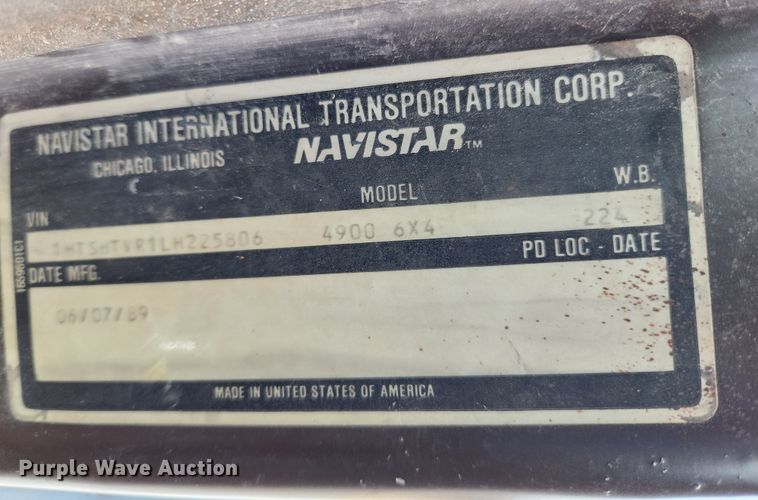 NAVISTAR INTERNATIONAL TRANSPORTATION CORP.
CHICAGO, ILLINOIS NAVISTAR™
VIN MODEL W.B.
1HTSHTVR1LH225806 4900 6X4 224
DATE MFG. PD LOC - DATE
06/07/89
MADE IN UNITED STATES OF AMERICA
1659601C1
Purple Wave Auction